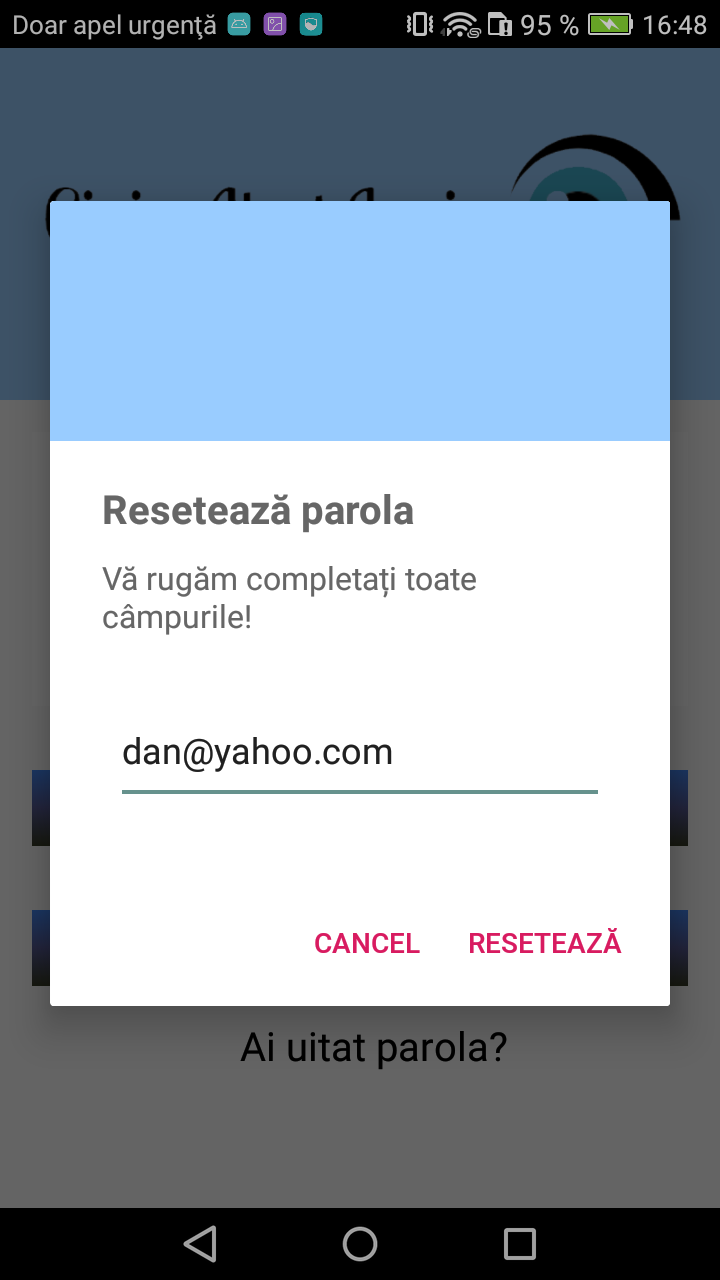 Doar apel urgenţă 95 % 16:48
Resetează parola
Vă rugăm completați toate
câmpurile!
dan@yahoo.com
CANCEL RESETEAZĂ
Ai uitat parola?